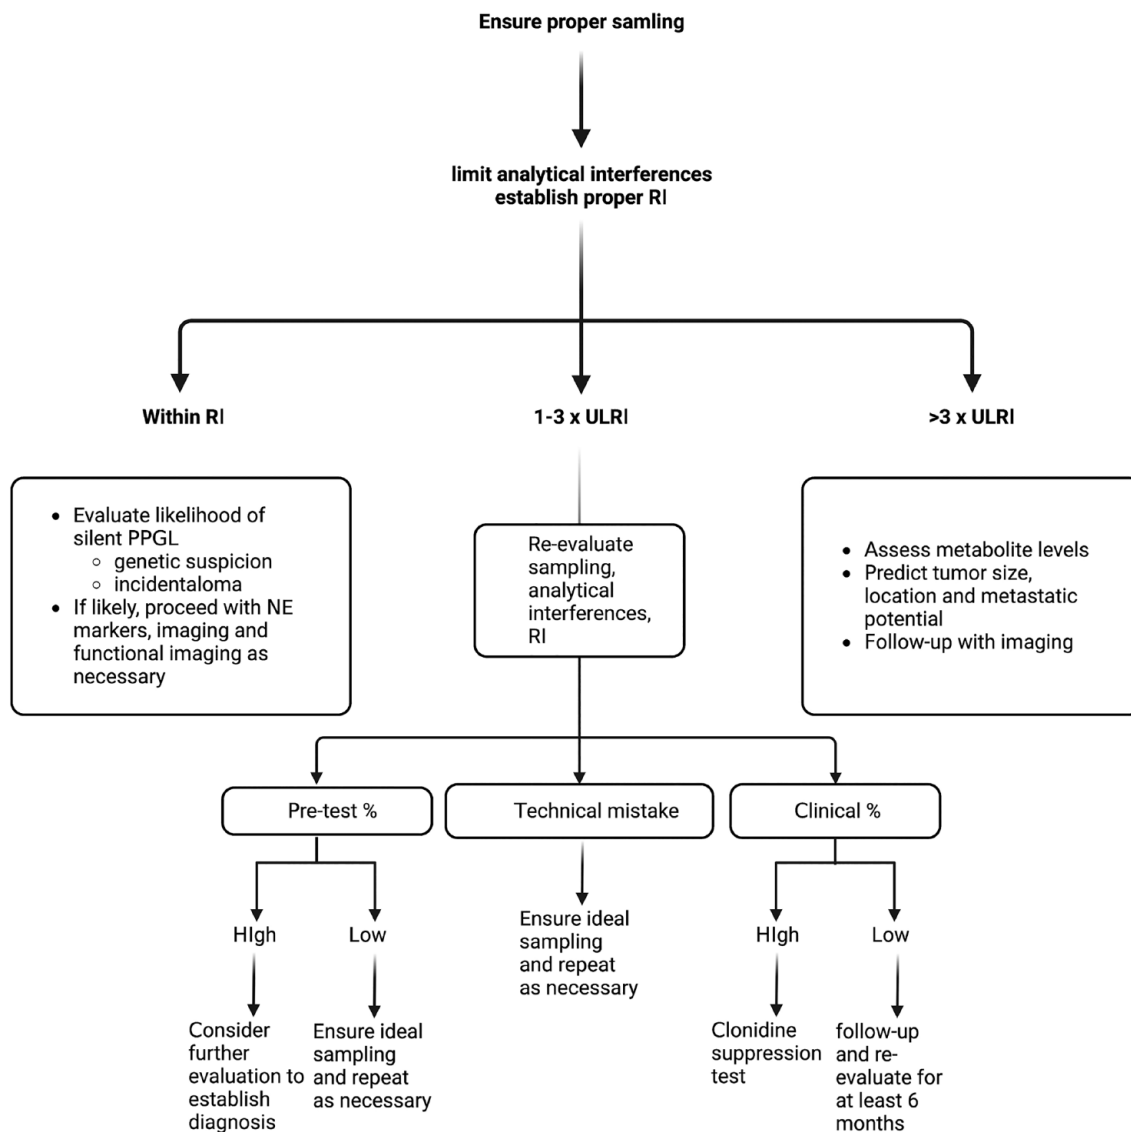 Ensure proper samling
limit analytical interferences
establish proper RI
Within RI
1-3 x ULRI
>3 x ULRI
• Evaluate likelihood of
silent PPGL
○ genetic suspicion
○ incidentaloma
• If likely, proceed with NE
markers, imaging and
functional imaging as
necessary
Re-evaluate
sampling,
analytical
interferences,
RI
• Assess metabolite levels
• Predict tumor size,
location and metastatic
potential
• Follow-up with imaging
Pre-test %
Technical mistake
Clinical %
HIgh
Low
Ensure ideal
sampling
and repeat
as necessary
HIgh
Low
Consider
further
evaluation to
establish
diagnosis
Ensure ideal
sampling
and repeat
as necessary
Clonidine
suppression
test
follow-up
and re-
evaluate for
at least 6
months